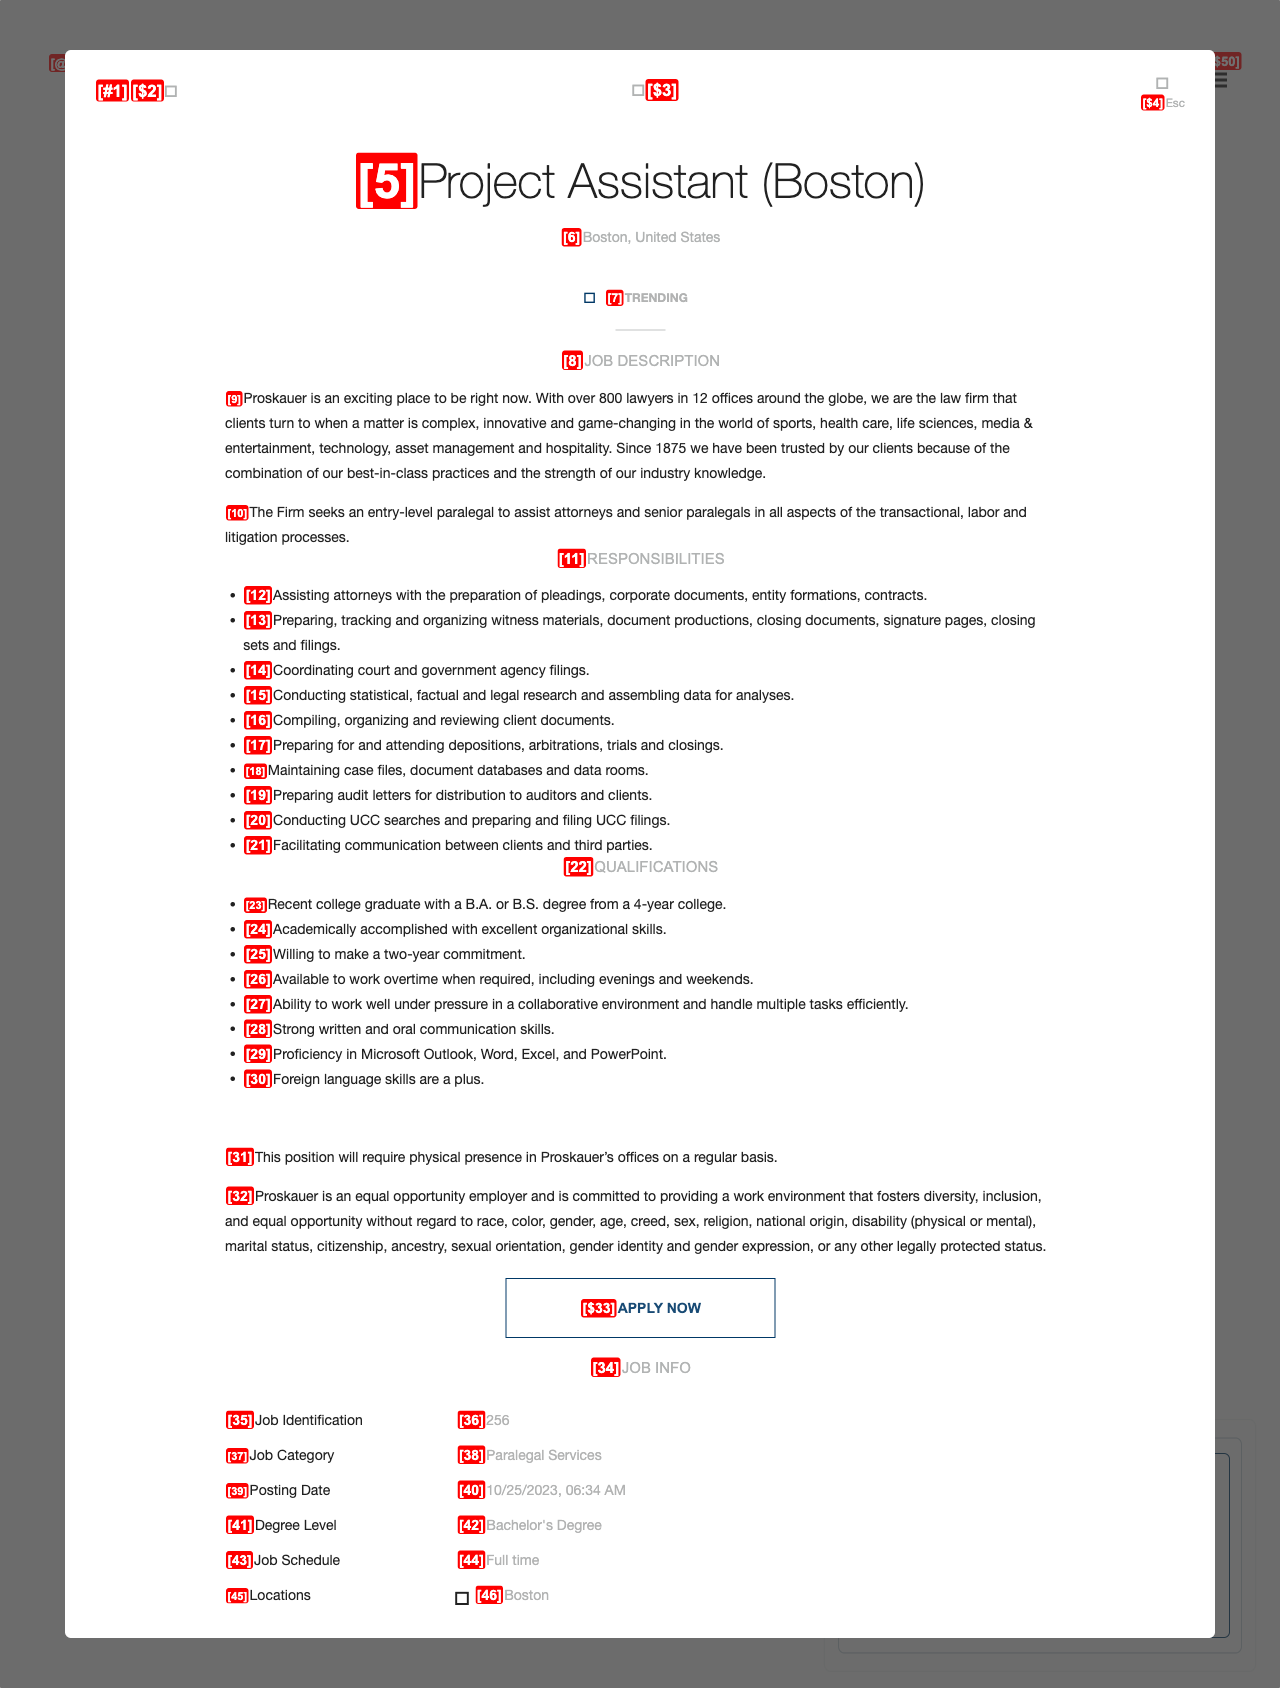 [@
$50]
[#1] [$2]
[$3]
[$4] Esc
[5] Project Assistant (Boston)
[6] Boston, United States
[7] TRENDING
[8] JOB DESCRIPTION
[9] Proskauer is an exciting place to be right now. With over 800 lawyers in 12 offices around the globe, we are the law firm that
clients turn to when a matter is complex, innovative and game-changing in the world of sports, health care, life sciences, media &
entertainment, technology, asset management and hospitality. Since 1875 we have been trusted by our clients because of the
combination of our best-in-class practices and the strength of our industry knowledge.
[10] The Firm seeks an entry-level paralegal to assist attorneys and senior paralegals in all aspects of the transactional, labor and
litigation processes.
[11] RESPONSIBILITIES
• [12] Assisting attorneys with the preparation of pleadings, corporate documents, entity formations, contracts.
• [13] Preparing, tracking and organizing witness materials, document productions, closing documents, signature pages, closing
sets and filings.
• [14] Coordinating court and government agency filings.
• [15] Conducting statistical, factual and legal research and assembling data for analyses.
• [16] Compiling, organizing and reviewing client documents.
• [17] Preparing for and attending depositions, arbitrations, trials and closings.
• [18] Maintaining case files, document databases and data rooms.
• [19] Preparing audit letters for distribution to auditors and clients.
• [20] Conducting UCC searches and preparing and filing UCC filings.
• [21] Facilitating communication between clients and third parties.
[22] QUALIFICATIONS
• [23] Recent college graduate with a B.A. or B.S. degree from a 4-year college.
• [24] Academically accomplished with excellent organizational skills.
• [25] Willing to make a two-year commitment.
• [26] Available to work overtime when required, including evenings and weekends.
• [27] Ability to work well under pressure in a collaborative environment and handle multiple tasks efficiently.
• [28] Strong written and oral communication skills.
• [29] Proficiency in Microsoft Outlook, Word, Excel, and PowerPoint.
• [30] Foreign language skills are a plus.
[31] This position will require physical presence in Proskauer’s offices on a regular basis.
[32] Proskauer is an equal opportunity employer and is committed to providing a work environment that fosters diversity, inclusion,
and equal opportunity without regard to race, color, gender, age, creed, sex, religion, national origin, disability (physical or mental),
marital status, citizenship, ancestry, sexual orientation, gender identity and gender expression, or any other legally protected status.
[$33] APPLY NOW
[34] JOB INFO
[35] Job Identification [36] 256
[37] Job Category [38] Paralegal Services
[39] Posting Date [40] 10/25/2023, 06:34 AM
[41] Degree Level [42] Bachelor's Degree
[43] Job Schedule [44] Full time
[45] Locations [46] Boston